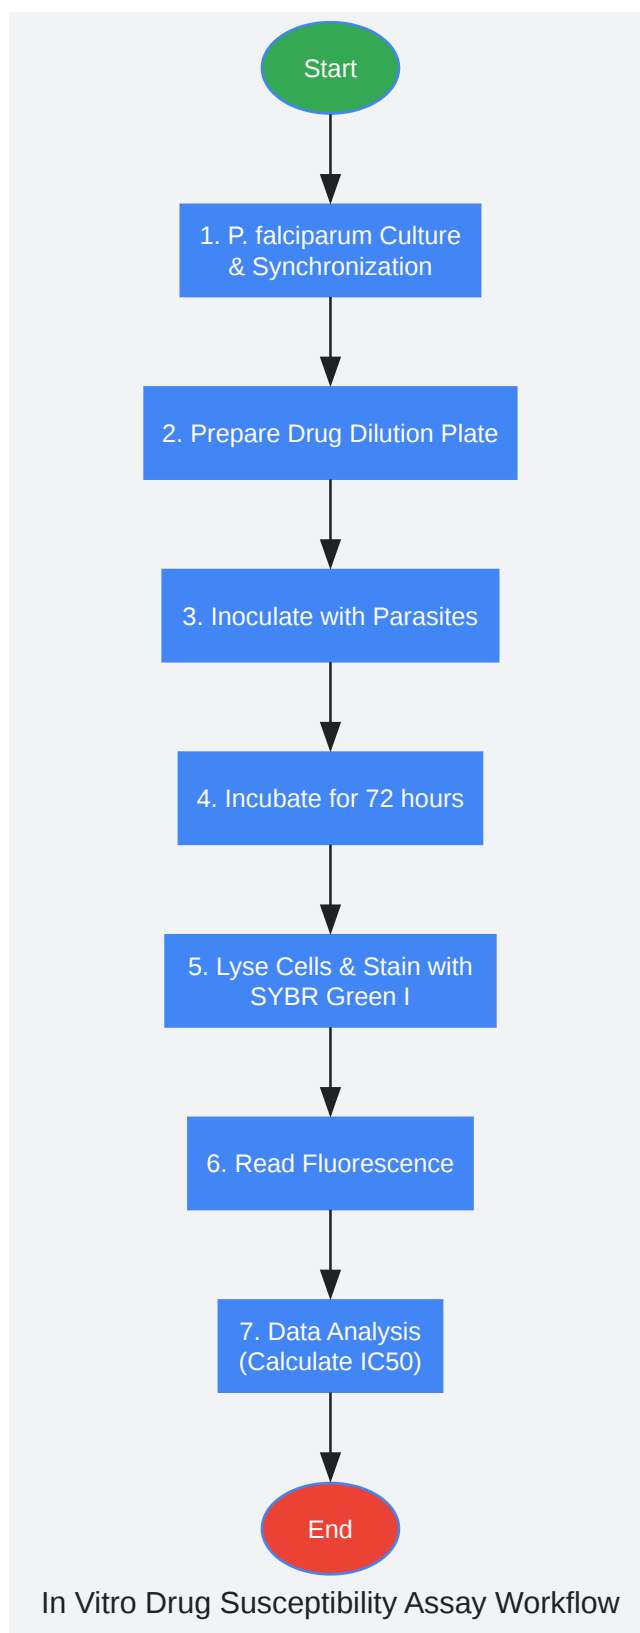 Start
1. P. falciparum Culture
& Synchronization
2. Prepare Drug Dilution Plate
3. Inoculate with Parasites
4. Incubate for 72 hours
5. Lyse Cells & Stain with
SYBR Green I
6. Read Fluorescence
7. Data Analysis
(Calculate IC50)
End
In Vitro Drug Susceptibility Assay Workflow